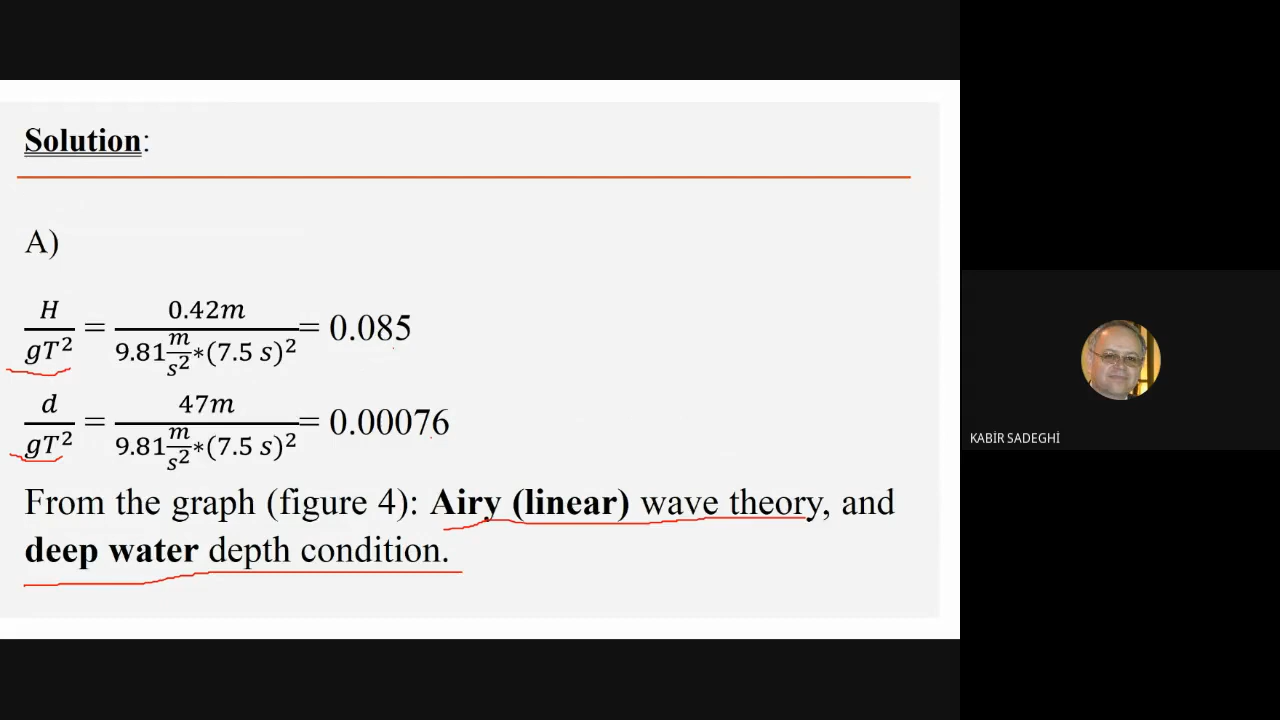 Solution:
A)
H/gT² = 0.42m/(9.81 m/s² * (7.5 s)²) = 0.085
d/gT² = 47m/(9.81 m/s² * (7.5 s)²) = 0.00076
From the graph (figure 4): Airy (linear) wave theory, and
deep water depth condition.
KABİR SADEGHİ